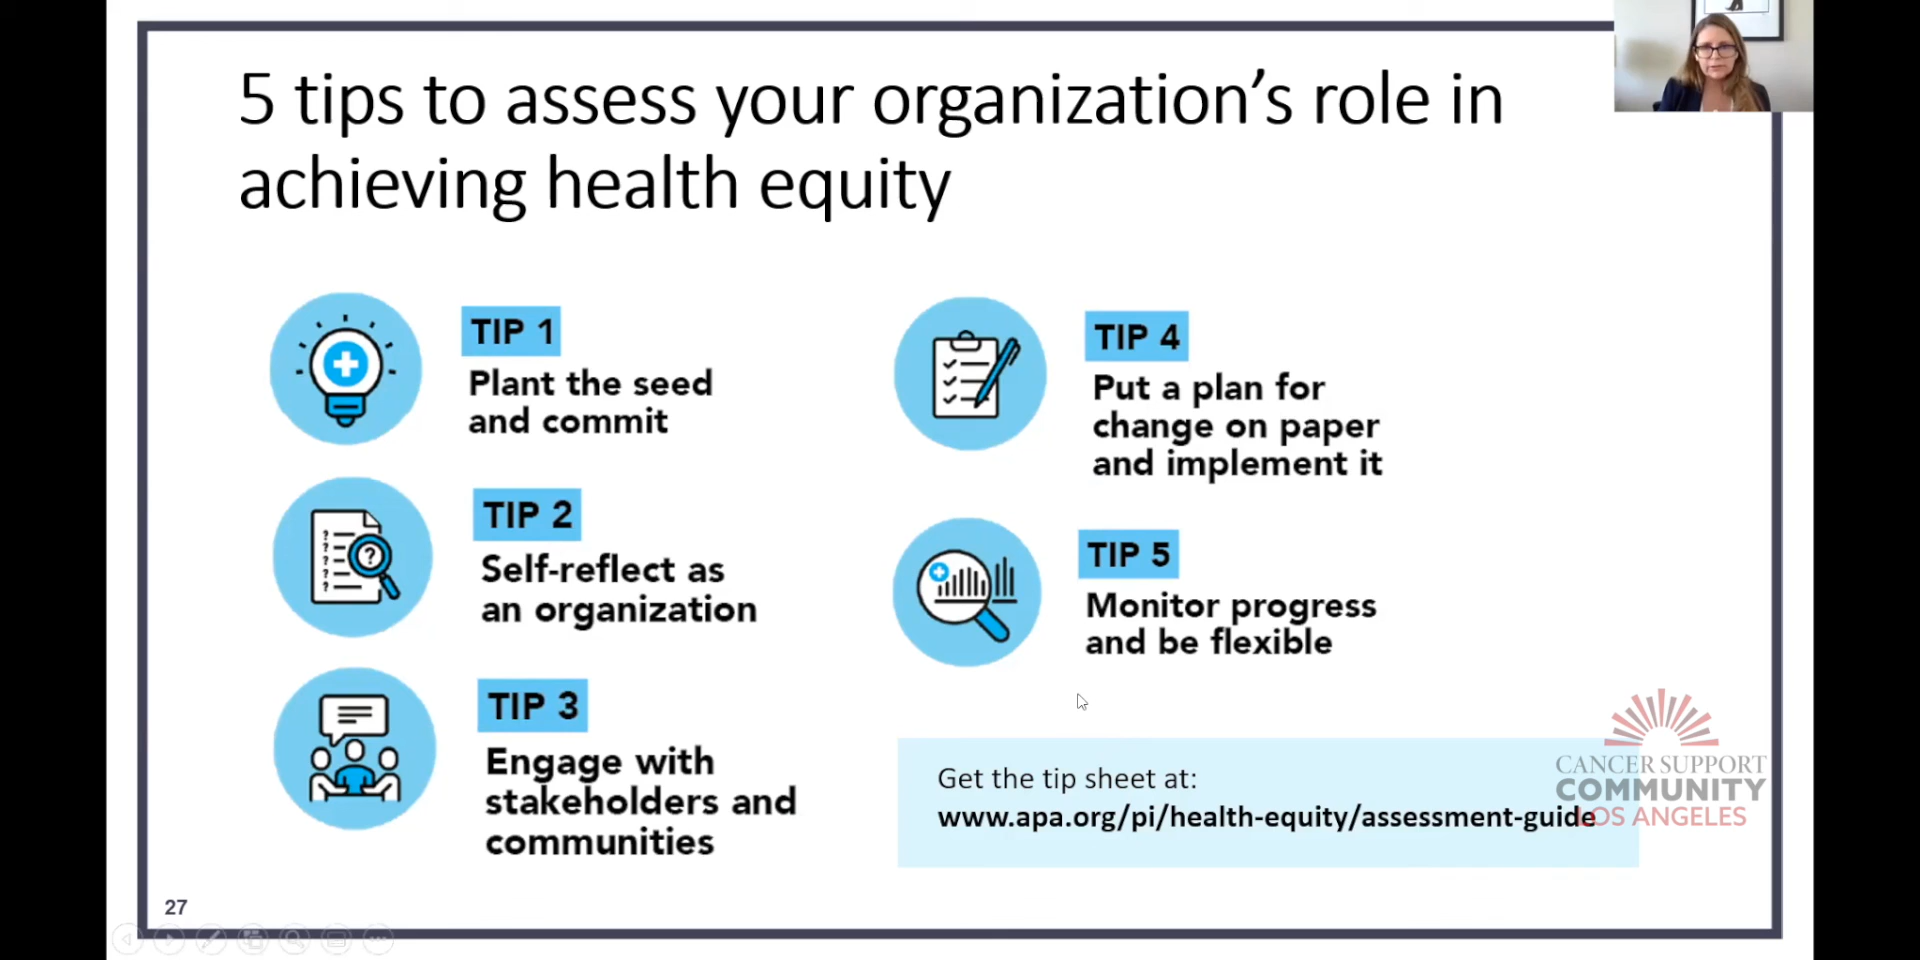 5 tips to assess your organization's role in
achieving health equity
TIP 1
Plant the seed
and commit
TIP 2
Self-reflect as
an organization
TIP 3
Engage with
stakeholders and
communities
TIP 4
Put a plan for
change on paper
and implement it
TIP 5
Monitor progress
and be flexible
Get the tip sheet at:
www.apa.org/pi/health-equity/assessment-guide
CANCER SUPPORT
COMMUNITY
LOS ANGELES
27